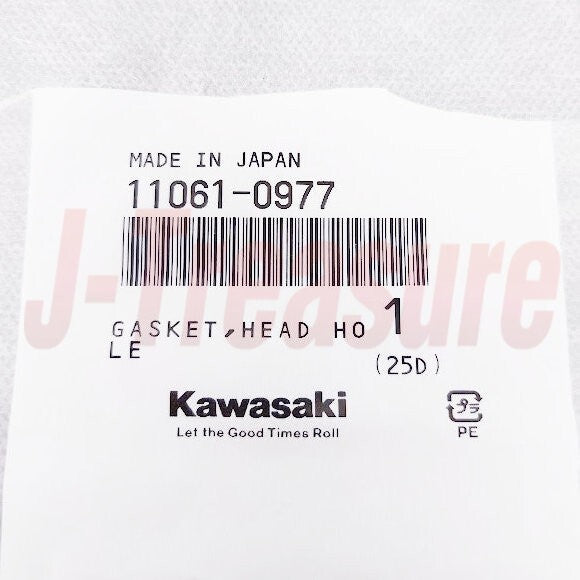 MADE IN JAPAN
11061-0977
J-Treasure
GASKET,HEAD HO 1
LE
(25D)
Kawasaki
Let the Good Times Roll
プラ
PE